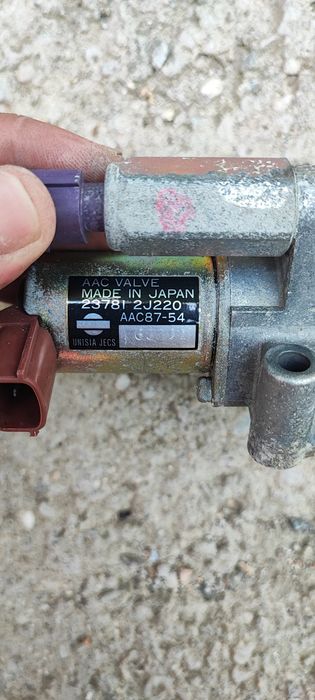 AAC VALVE
MADE IN JAPAN
23781 2J220
AAC87-54
UNISIA JECS